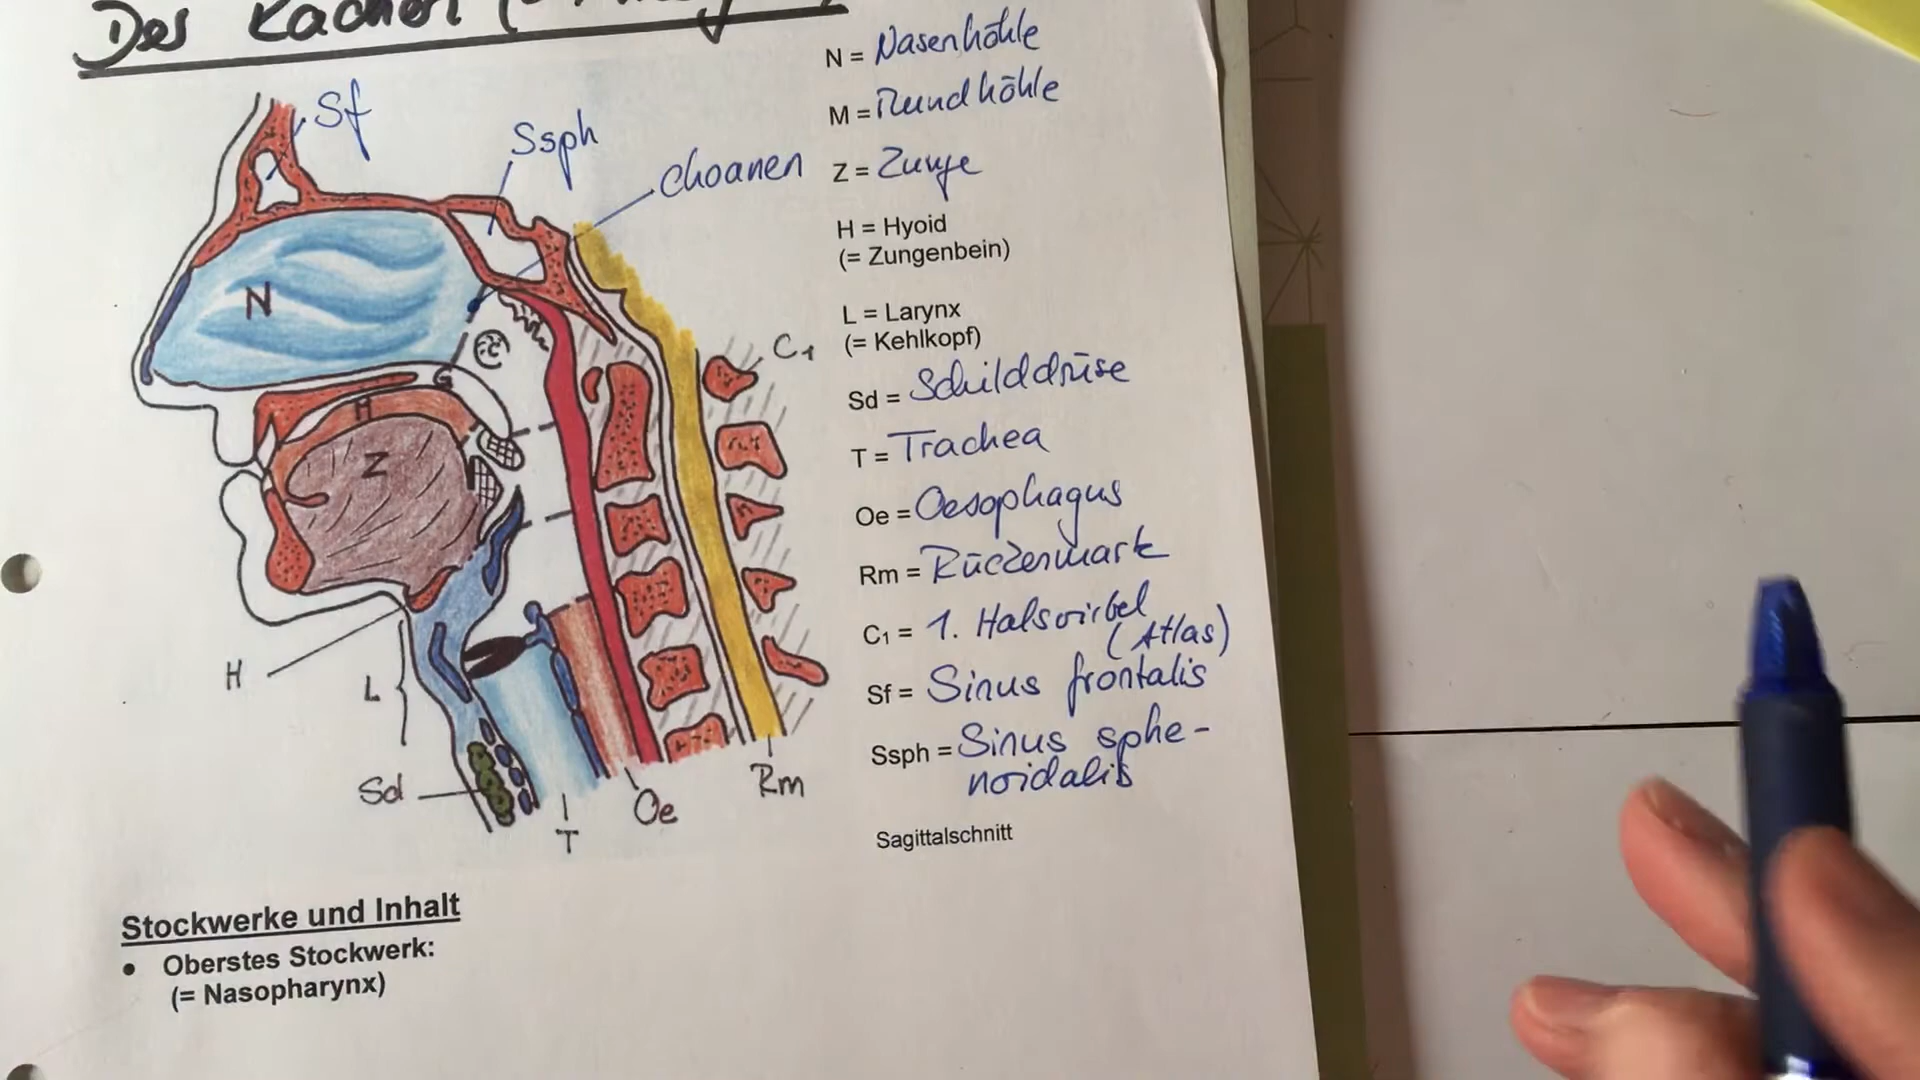 Der Rachen
Sf
Ssph
Choanen
N
C1
G
M
Z
H
L
Sd
T
Oe
Rm
N = Nasenhöhle
M = Mundhöhle
Z = Zunge
H = Hyoid
(= Zungenbein)
L = Larynx
(= Kehlkopf)
Sd = Schilddrüse
T = Trachea
Oe = Oesophagus
Rm = Rückenmark
C1 = 1. Halswirbel
(Atlas)
Sf = Sinus frontalis
Ssph = Sinus sphe-
noidalis
Sagittalschnitt
Stockwerke und Inhalt
• Oberstes Stockwerk:
(= Nasopharynx)